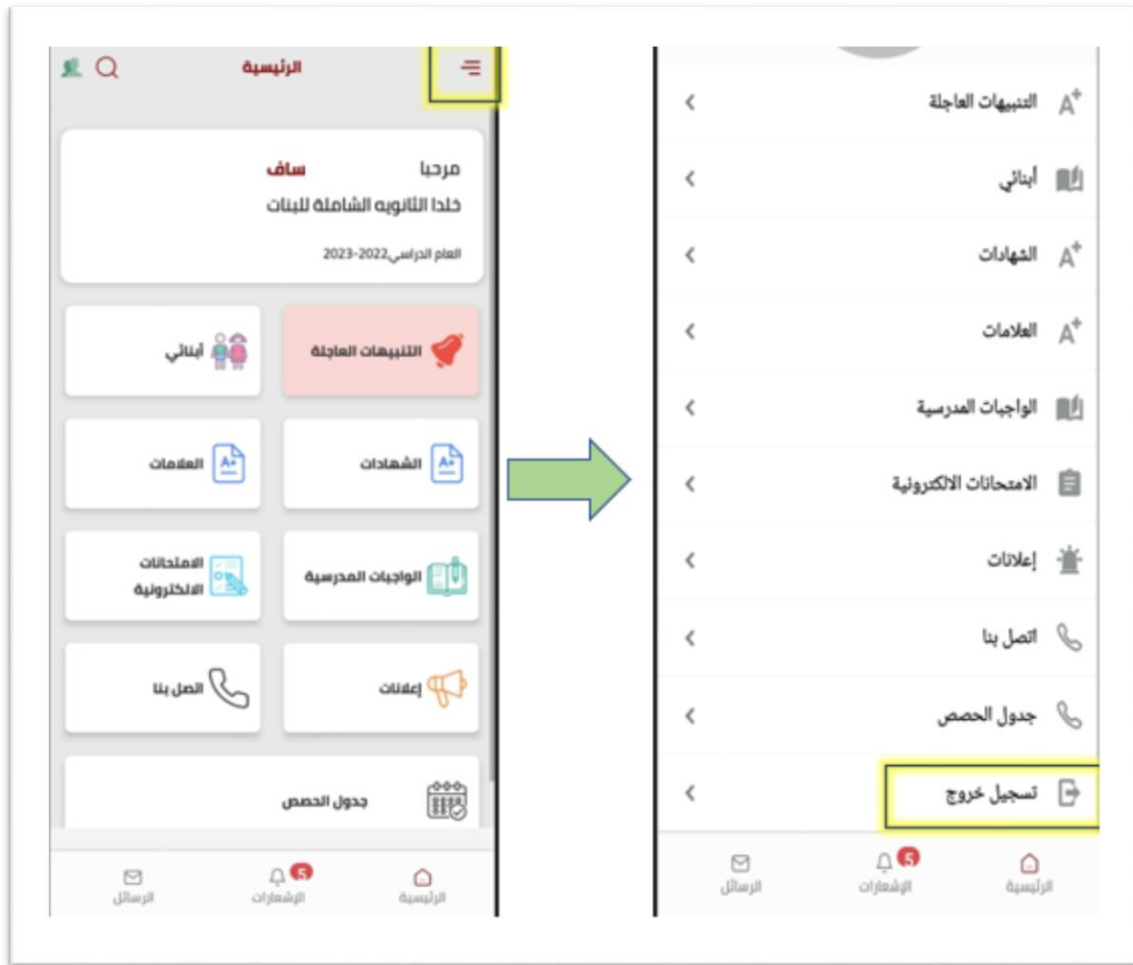 الرئيسية
مرحبا ساف
خلدا الثانويه الشاملة للبنات
العام الدراسي2022-2023
التنبيهات العاجلة
أبنائي
الشهادات
A+
العلامات
A+
الواجبات المدرسية
الامتحانات
الالكترونية
إعلانات
اتصل بنا
جدول الحصص
الرئيسية
5
الإشعارات
الرسائل
A+ التنبيهات العاجلة
أبنائي
A+ الشهادات
A+ العلامات
الواجبات المدرسية
الامتحانات الالكترونية
إعلانات
اتصل بنا
جدول الحصص
تسجيل خروج
الرئيسية
5
الإشعارات
الرسائل